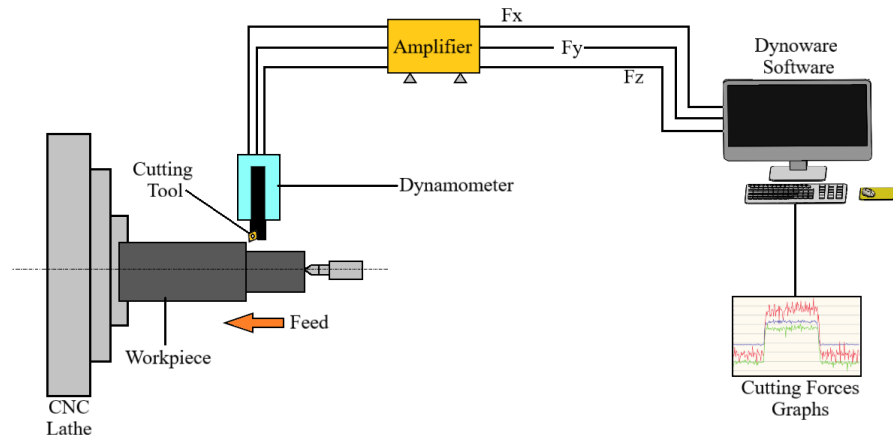 Fx
Amplifier
Fy
Fz
Dynoware
Software
Cutting
Tool
Dynamometer
Feed
Workpiece
CNC
Lathe
Cutting Forces
Graphs